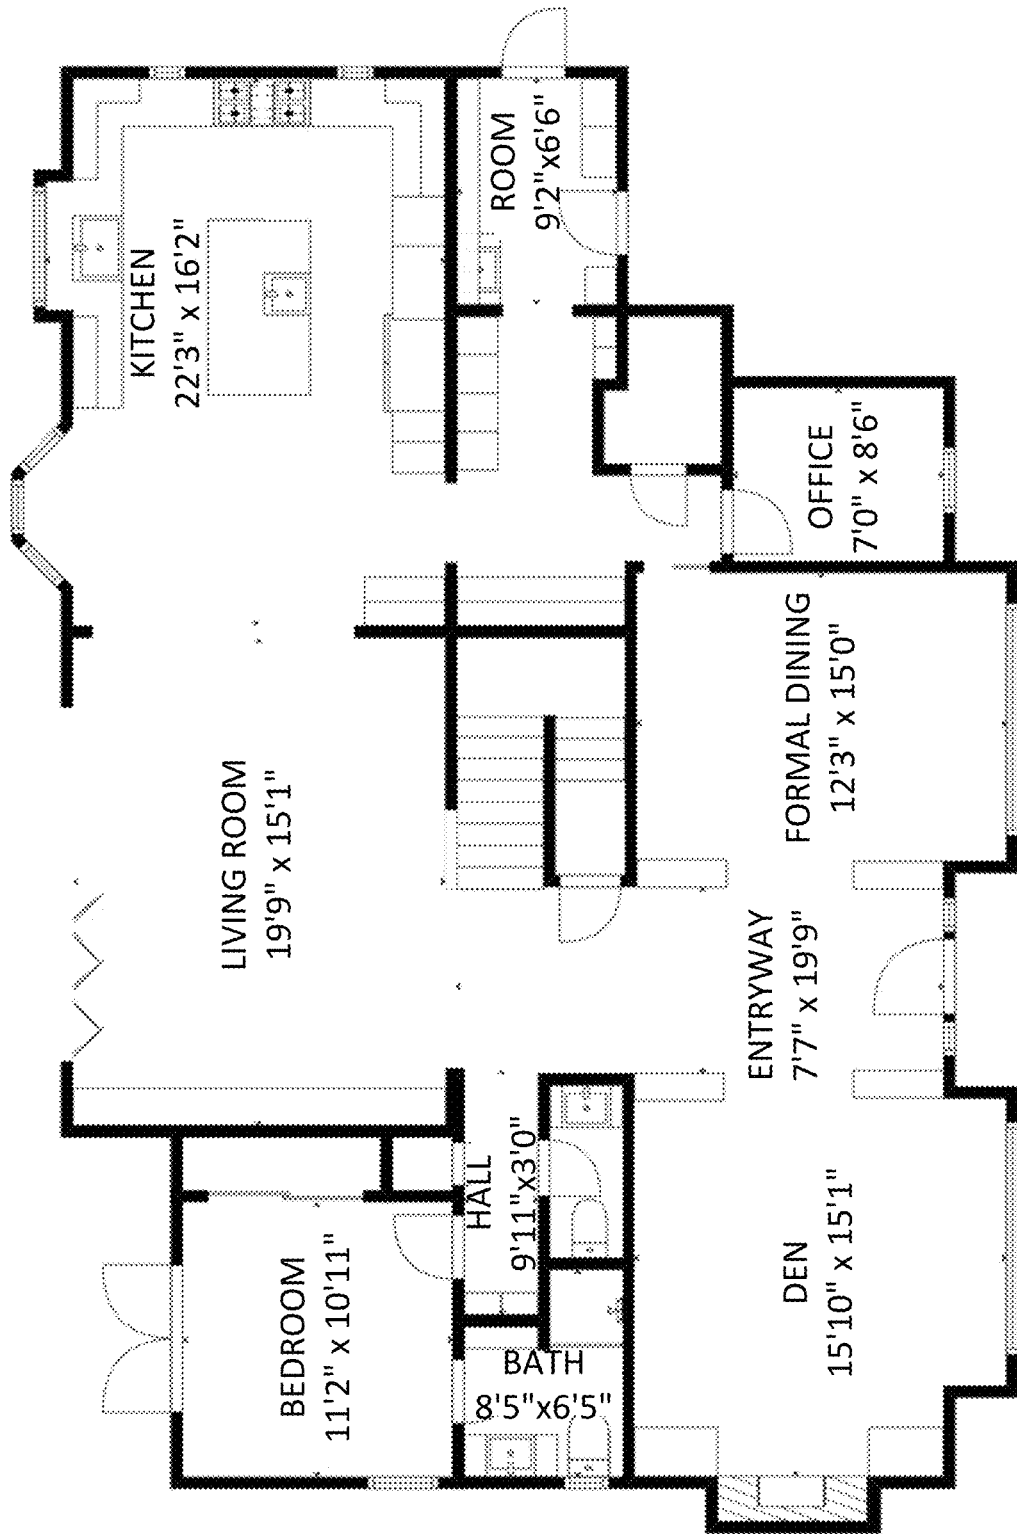 KITCHEN
22'3" x 16'2"
ROOM
9'2"x6'6"
OFFICE
7'0" x 8'6"
LIVING ROOM
19'9" x 15'1"
FORMAL DINING
12'3" x 15'0"
ENTRYWAY
7'7" x 19'9"
HALL
9'11"x3'0"
BEDROOM
11'2" x 10'11"
BATH
8'5"x6'5"
DEN
15'10" x 15'1"